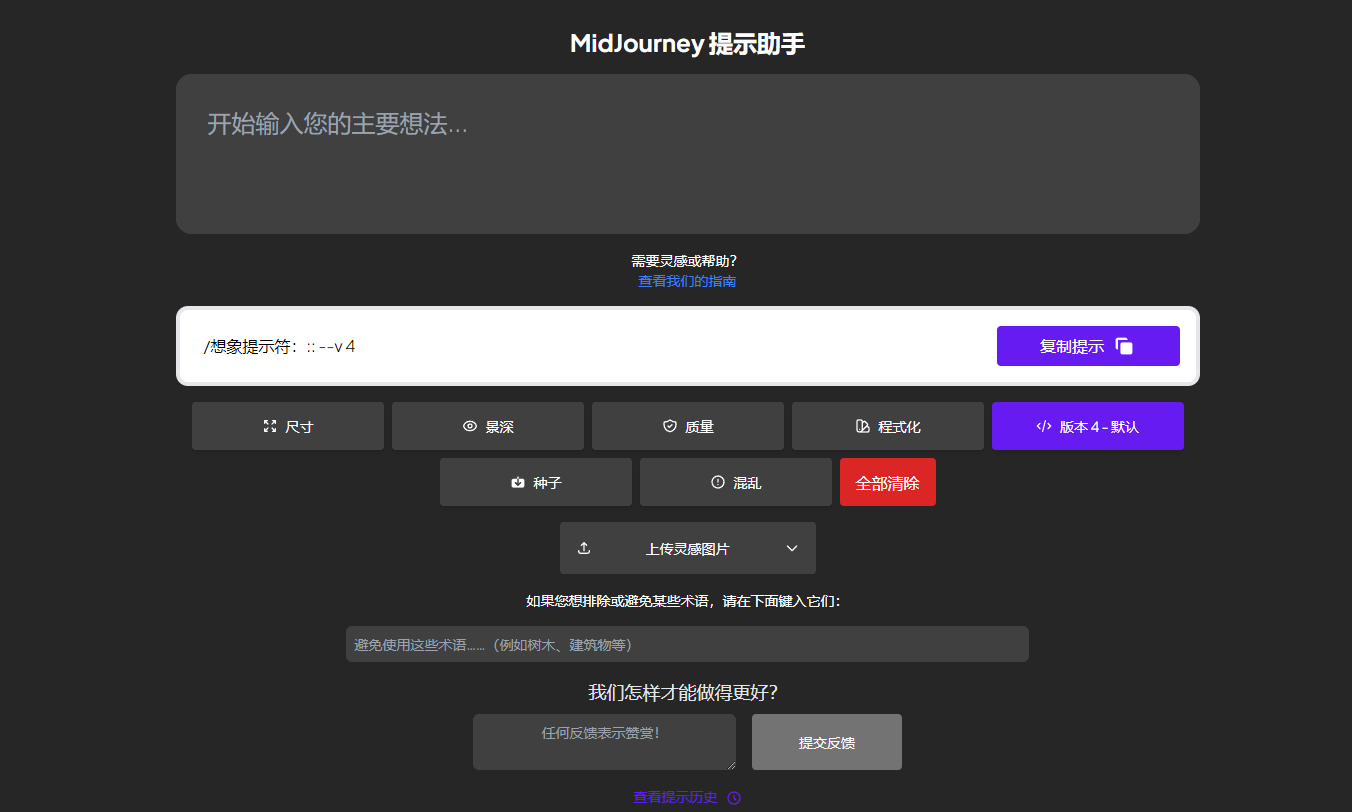 MidJourney 提示助手
开始输入您的主要想法...
需要灵感或帮助？
查看我们的指南
/想象提示符： :: --v 4
复制提示
尺寸
景深
质量
程式化
</> 版本 4 - 默认
种子
混乱
全部清除
上传灵感图片
如果您想排除或避免某些术语，请在下面键入它们：
避免使用这些术语……（例如树木、建筑物等）
我们怎样才能做得更好？
任何反馈表示赞赏！
提交反馈
查看提示历史